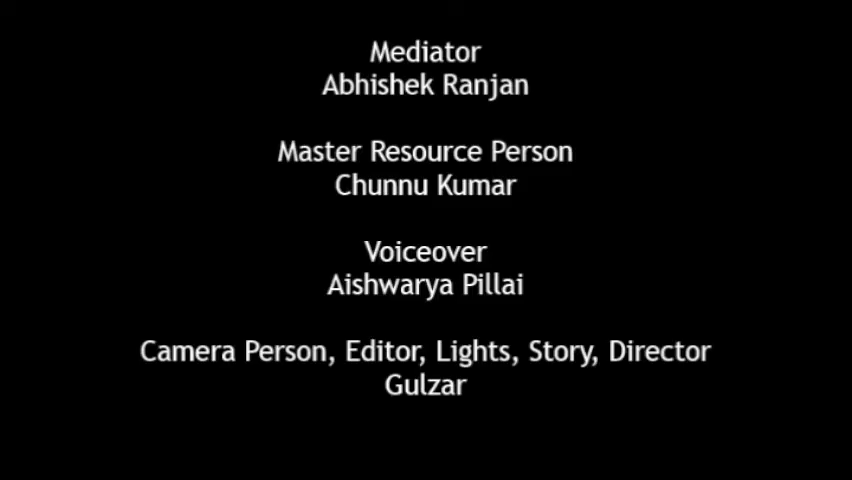 Mediator
Abhishek Ranjan
Master Resource Person
Chunnu Kumar
Voiceover
Aishwarya Pillai
Camera Person, Editor, Lights, Story, Director
Gulzar